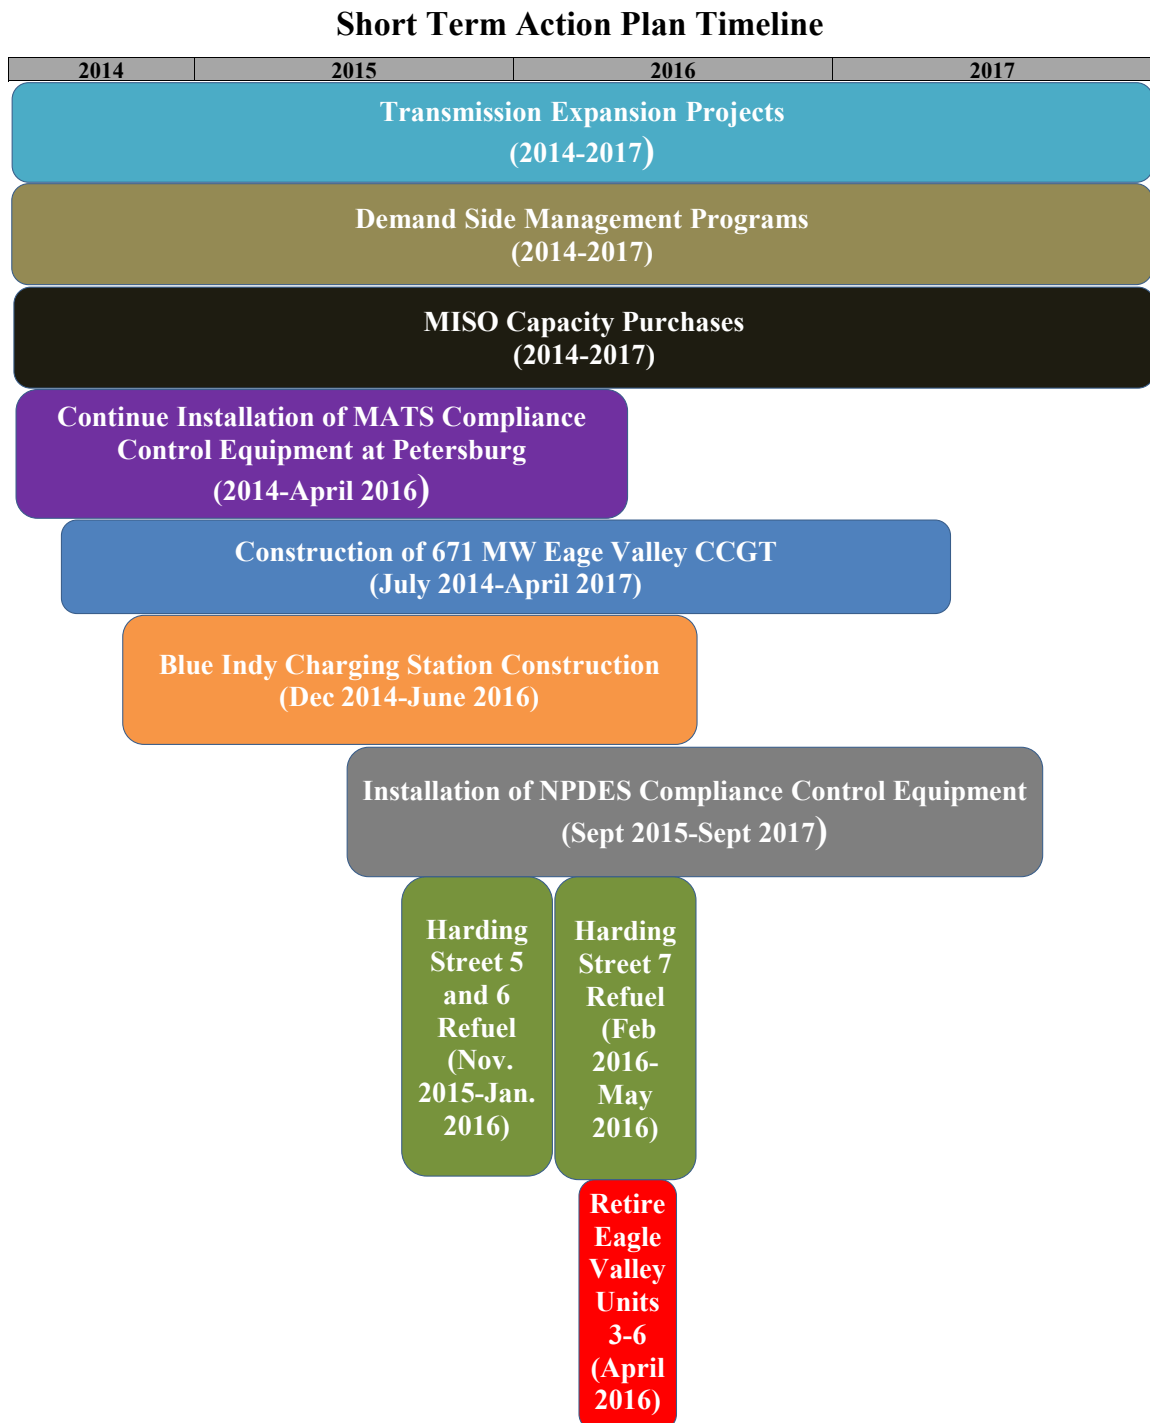 Short Term Action Plan Timeline
2014 2015 2016 2017
Transmission Expansion Projects
(2014-2017)
Demand Side Management Programs
(2014-2017)
MISO Capacity Purchases
(2014-2017)
Continue Installation of MATS Compliance
Control Equipment at Petersburg
(2014-April 2016)
Construction of 671 MW Eage Valley CCGT
(July 2014-April 2017)
Blue Indy Charging Station Construction
(Dec 2014-June 2016)
Installation of NPDES Compliance Control Equipment
(Sept 2015-Sept 2017)
Harding
Street 5
and 6
Refuel
(Nov.
2015-Jan.
2016)
Harding
Street 7
Refuel
(Feb
2016-
May
2016)
Retire
Eagle
Valley
Units
3-6
(April
2016)